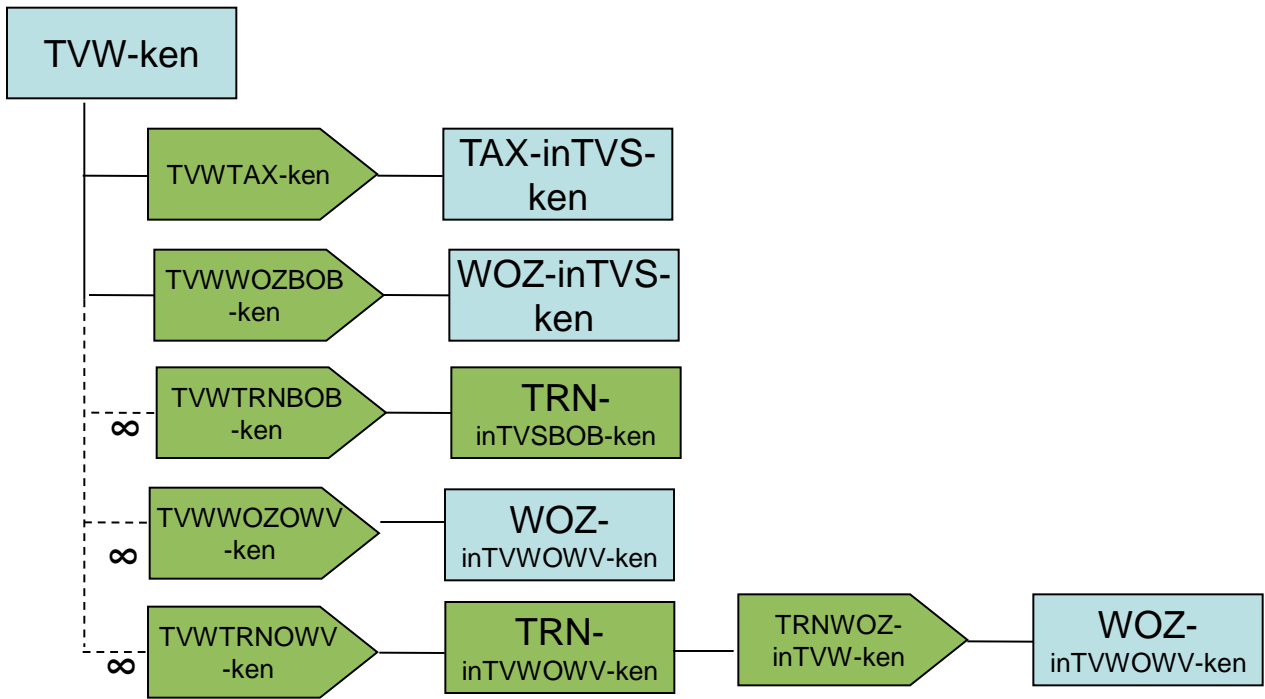 TVW-ken
TVWTAX-ken
TAX-inTVS-
ken
TVWWOZBOB
-ken
WOZ-inTVS-
ken
∞
TVWTRNBOB
-ken
TRN-
inTVSBOB-ken
∞
TVWWOZOWV
-ken
WOZ-
inTVWOWV-ken
∞
TVWTRNOWV
-ken
TRN-
inTVWOWV-ken
TRNWOZ-
inTVW-ken
WOZ-
inTVWOWV-ken